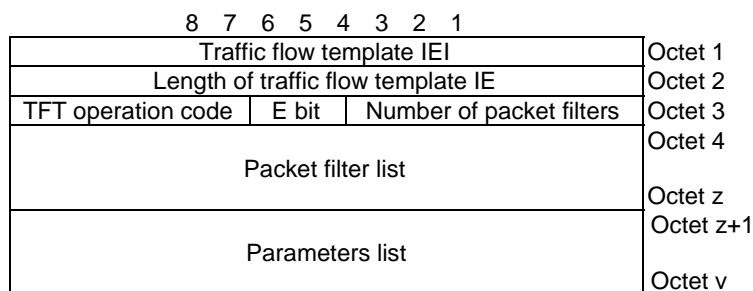 8 7 6 5 4 3 2 1
Traffic flow template IEI Octet 1
Length of traffic flow template IE Octet 2
TFT operation code E bit Number of packet filters Octet 3
Octet 4
Packet filter list
Octet z
Octet z+1
Parameters list
Octet v